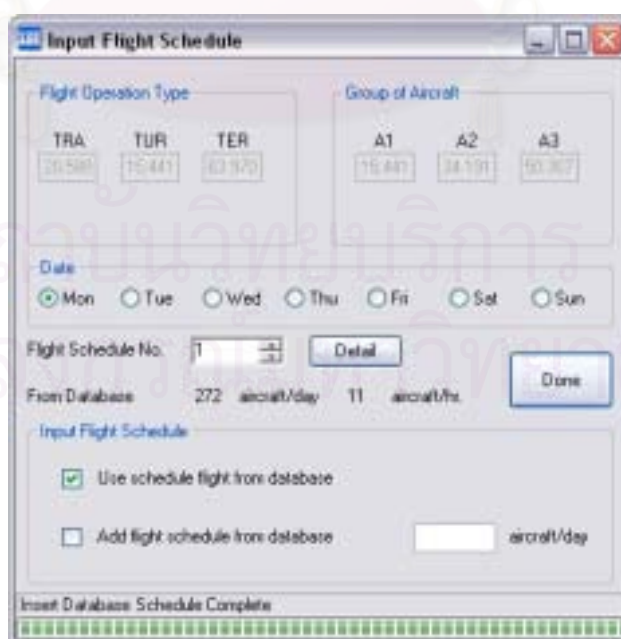 Input Flight Schedule
Flight Operation Type
Group of Aircraft
TRA TUR TER
A1 A2 A3
20.588 15.441 63.970
15.441 34.191 50.367
Date
Mon Tue Wed Thu Fri Sat Sun
Flight Schedule No. 1 Detail
Done
From Database 272 aircraft/day 11 aircraft/hr.
Input Flight Schedule
Use schedule flight from database
Add flight schedule from database aircraft/day
Insert Database Schedule Complete